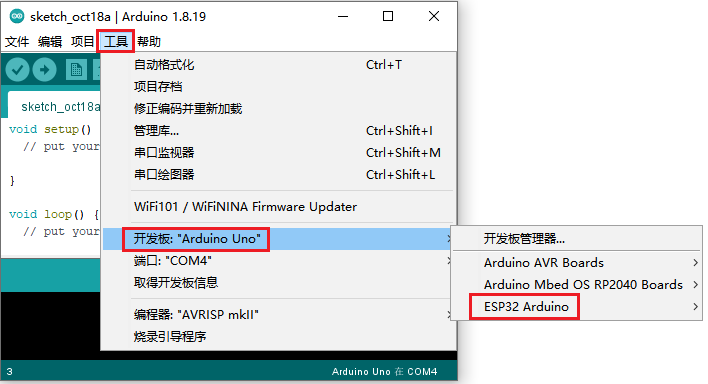 sketch_oct18a | Arduino 1.8.19
文件 编辑 项目 工具 帮助
sketch_oct18a
void setup()
// put your
}
void loop() {
// put your
自动格式化 Ctrl+T
项目存档
修正编码并重新加载
管理库... Ctrl+Shift+I
串口监视器 Ctrl+Shift+M
串口绘图器 Ctrl+Shift+L
WiFi101 / WiFiNINA Firmware Updater
开发板: "Arduino Uno"
端口: "COM4"
取得开发板信息
编程器: "AVRISP mkII"
烧录引导程序
开发板管理器...
Arduino AVR Boards
Arduino Mbed OS RP2040 Boards
ESP32 Arduino
3 Arduino Uno 在 COM4